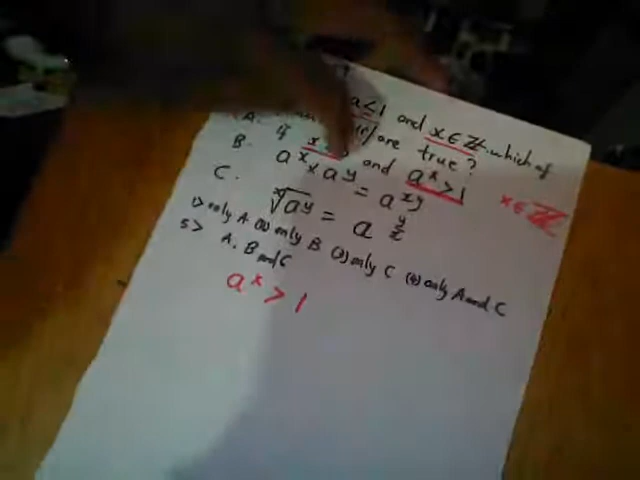 a ≤ 1 and x ∈ ℤ. which of
are true?
A. If and a^x > 1
B. a^x × a^y = a^xy
x ∈ ℤ
C. ˣ√a^y = a^(y/x)
1> only A (2) only B (3) only C (4) only A and C
5> A, B and C
a^x > 1